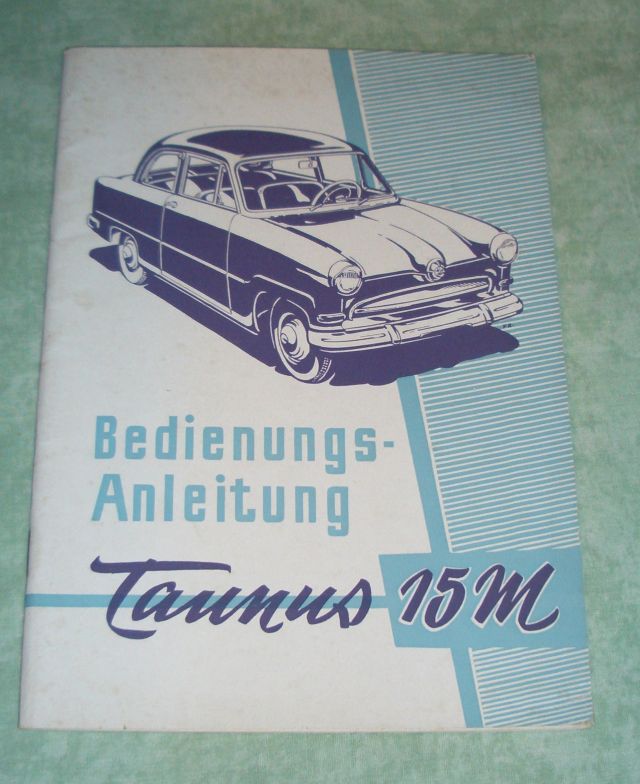 Bedienungs-
Anleitung
Taunus 15M